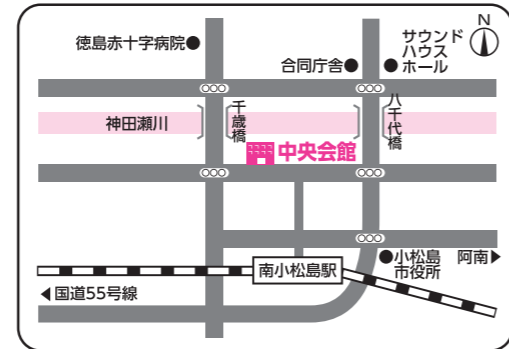 徳島赤十字病院
サウンド
ハウス
ホール
N
合同庁舎
神田瀬川
千歳橋
八千代橋
中央会館
南小松島駅
小松島
市役所
阿南
国道55号線